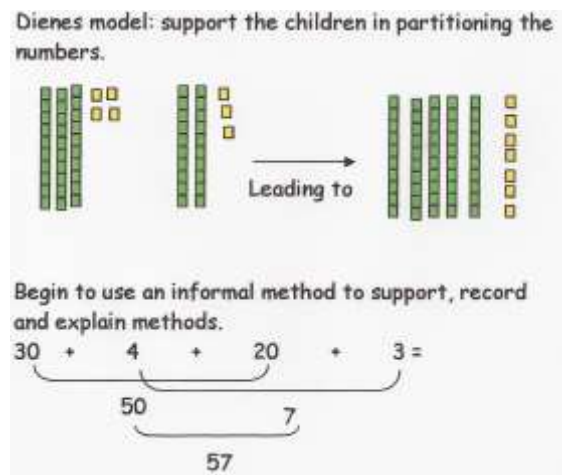 Dienes model: support the children in partitioning the
numbers.
Leading to
Begin to use an informal method to support, record
and explain methods.
30 + 4 + 20 + 3 =
50 7
57